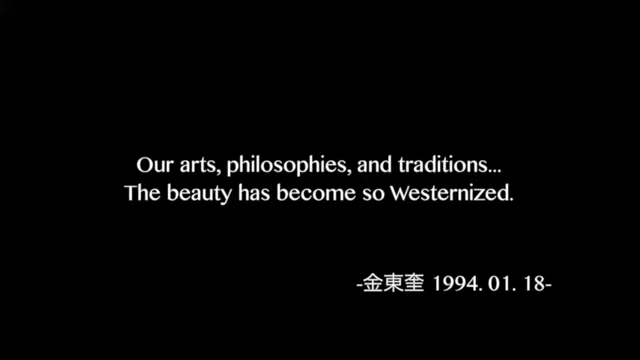 Our arts, philosophies, and traditions...
The beauty has become so Westernized.
-金東奎 1994. 01. 18-